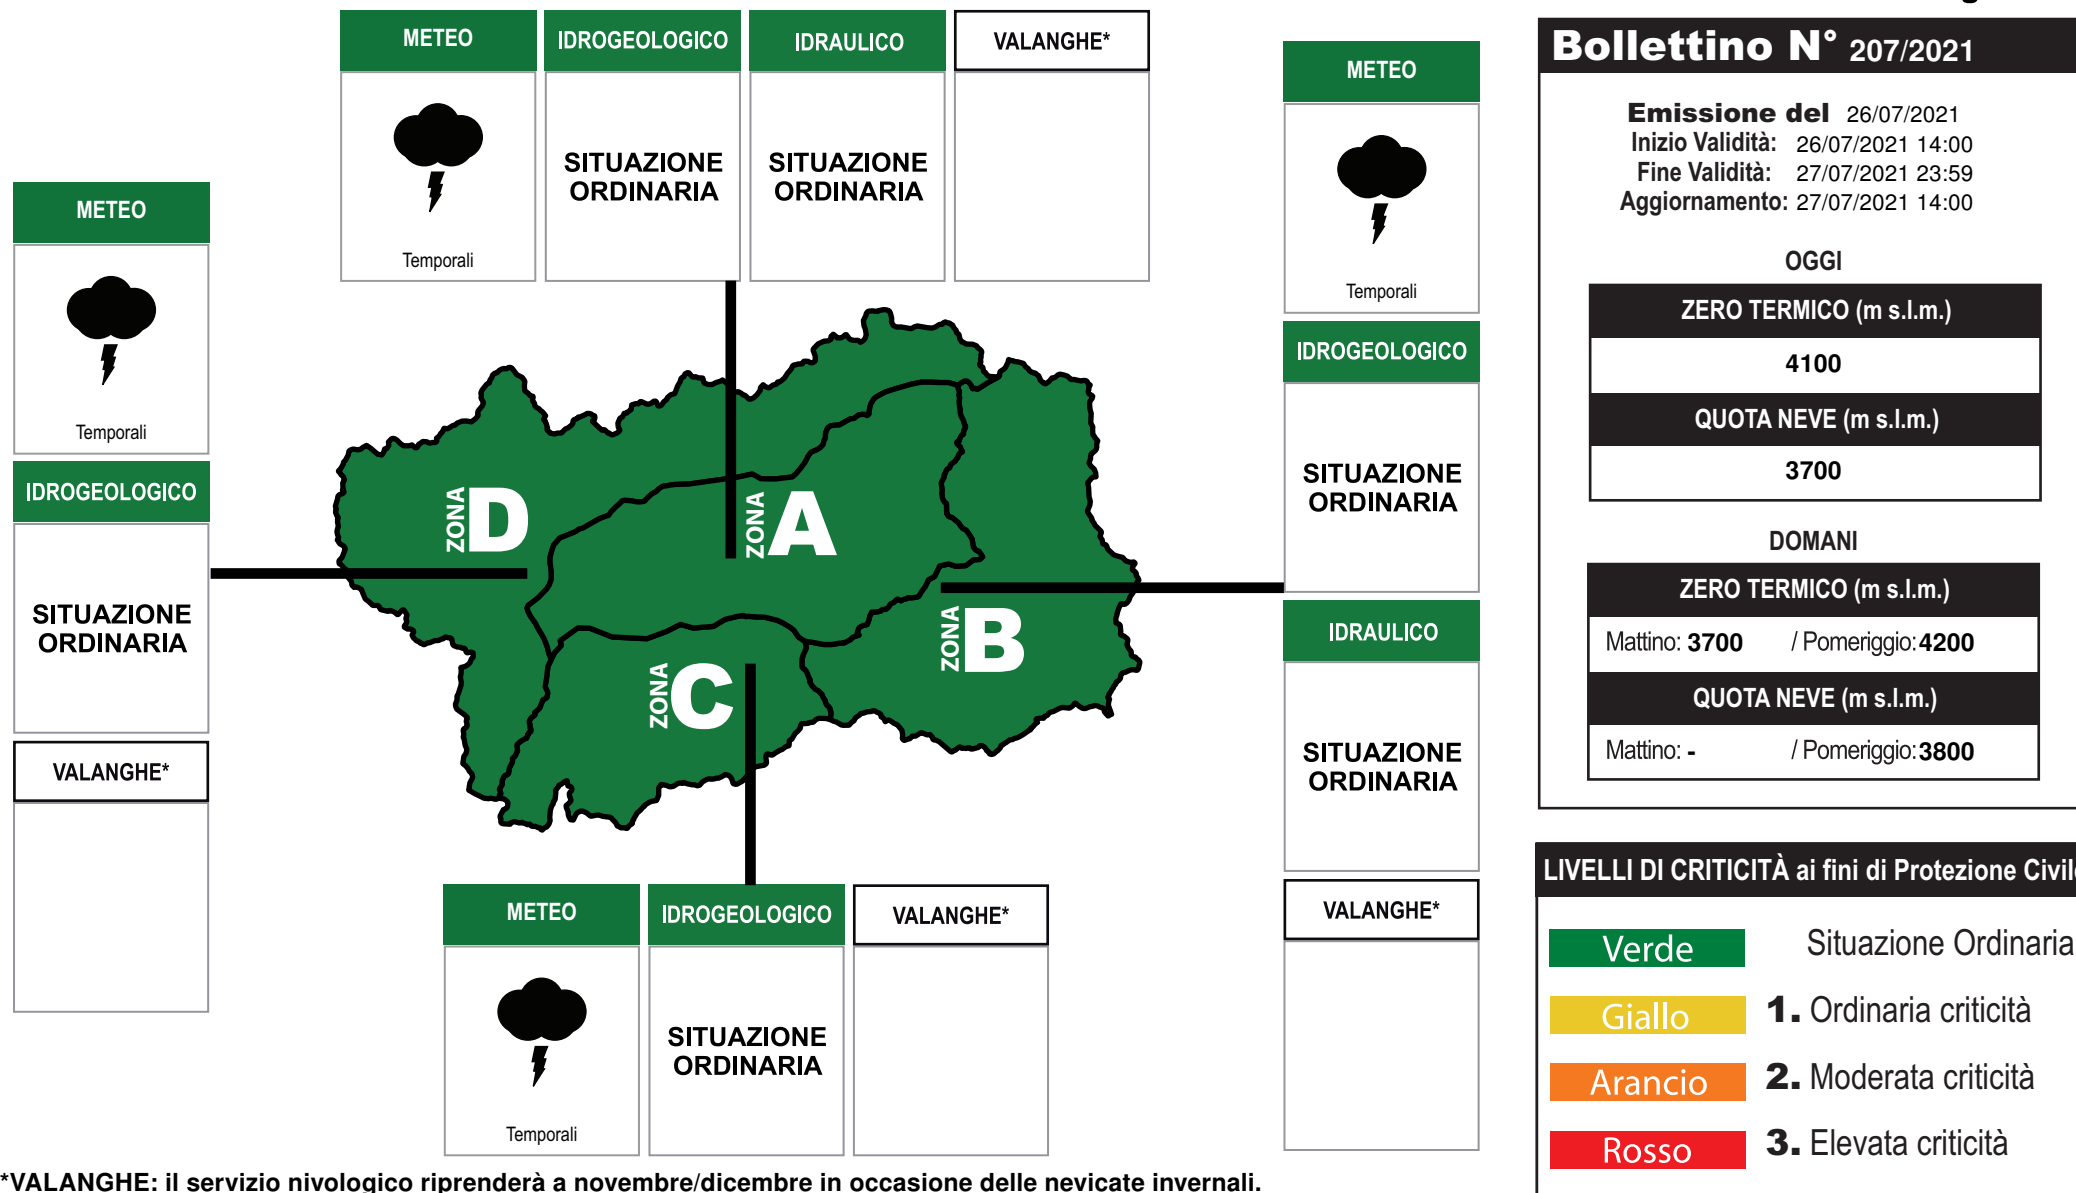 METEO
IDROGEOLOGICO
IDRAULICO
VALANGHE*
Temporali
SITUAZIONE
ORDINARIA
SITUAZIONE
ORDINARIA
METEO
Temporali
IDROGEOLOGICO
SITUAZIONE
ORDINARIA
VALANGHE*
ZONA D
ZONA A
ZONA B
ZONA C
METEO
Temporali
IDROGEOLOGICO
SITUAZIONE
ORDINARIA
IDRAULICO
SITUAZIONE
ORDINARIA
VALANGHE*
METEO
IDROGEOLOGICO
VALANGHE*
Temporali
SITUAZIONE
ORDINARIA
*VALANGHE: il servizio nivologico riprenderà a novembre/dicembre in occasione delle nevicate invernali.
Bollettino N° 207/2021
Emissione del 26/07/2021
Inizio Validità: 26/07/2021 14:00
Fine Validità: 27/07/2021 23:59
Aggiornamento: 27/07/2021 14:00
OGGI
ZERO TERMICO (m s.l.m.)
4100
QUOTA NEVE (m s.l.m.)
3700
DOMANI
ZERO TERMICO (m s.l.m.)
Mattino: 3700 / Pomeriggio: 4200
QUOTA NEVE (m s.l.m.)
Mattino: - / Pomeriggio: 3800
LIVELLI DI CRITICITÀ ai fini di Protezione Civile
Verde Situazione Ordinaria
Giallo 1. Ordinaria criticità
Arancio 2. Moderata criticità
Rosso 3. Elevata criticità